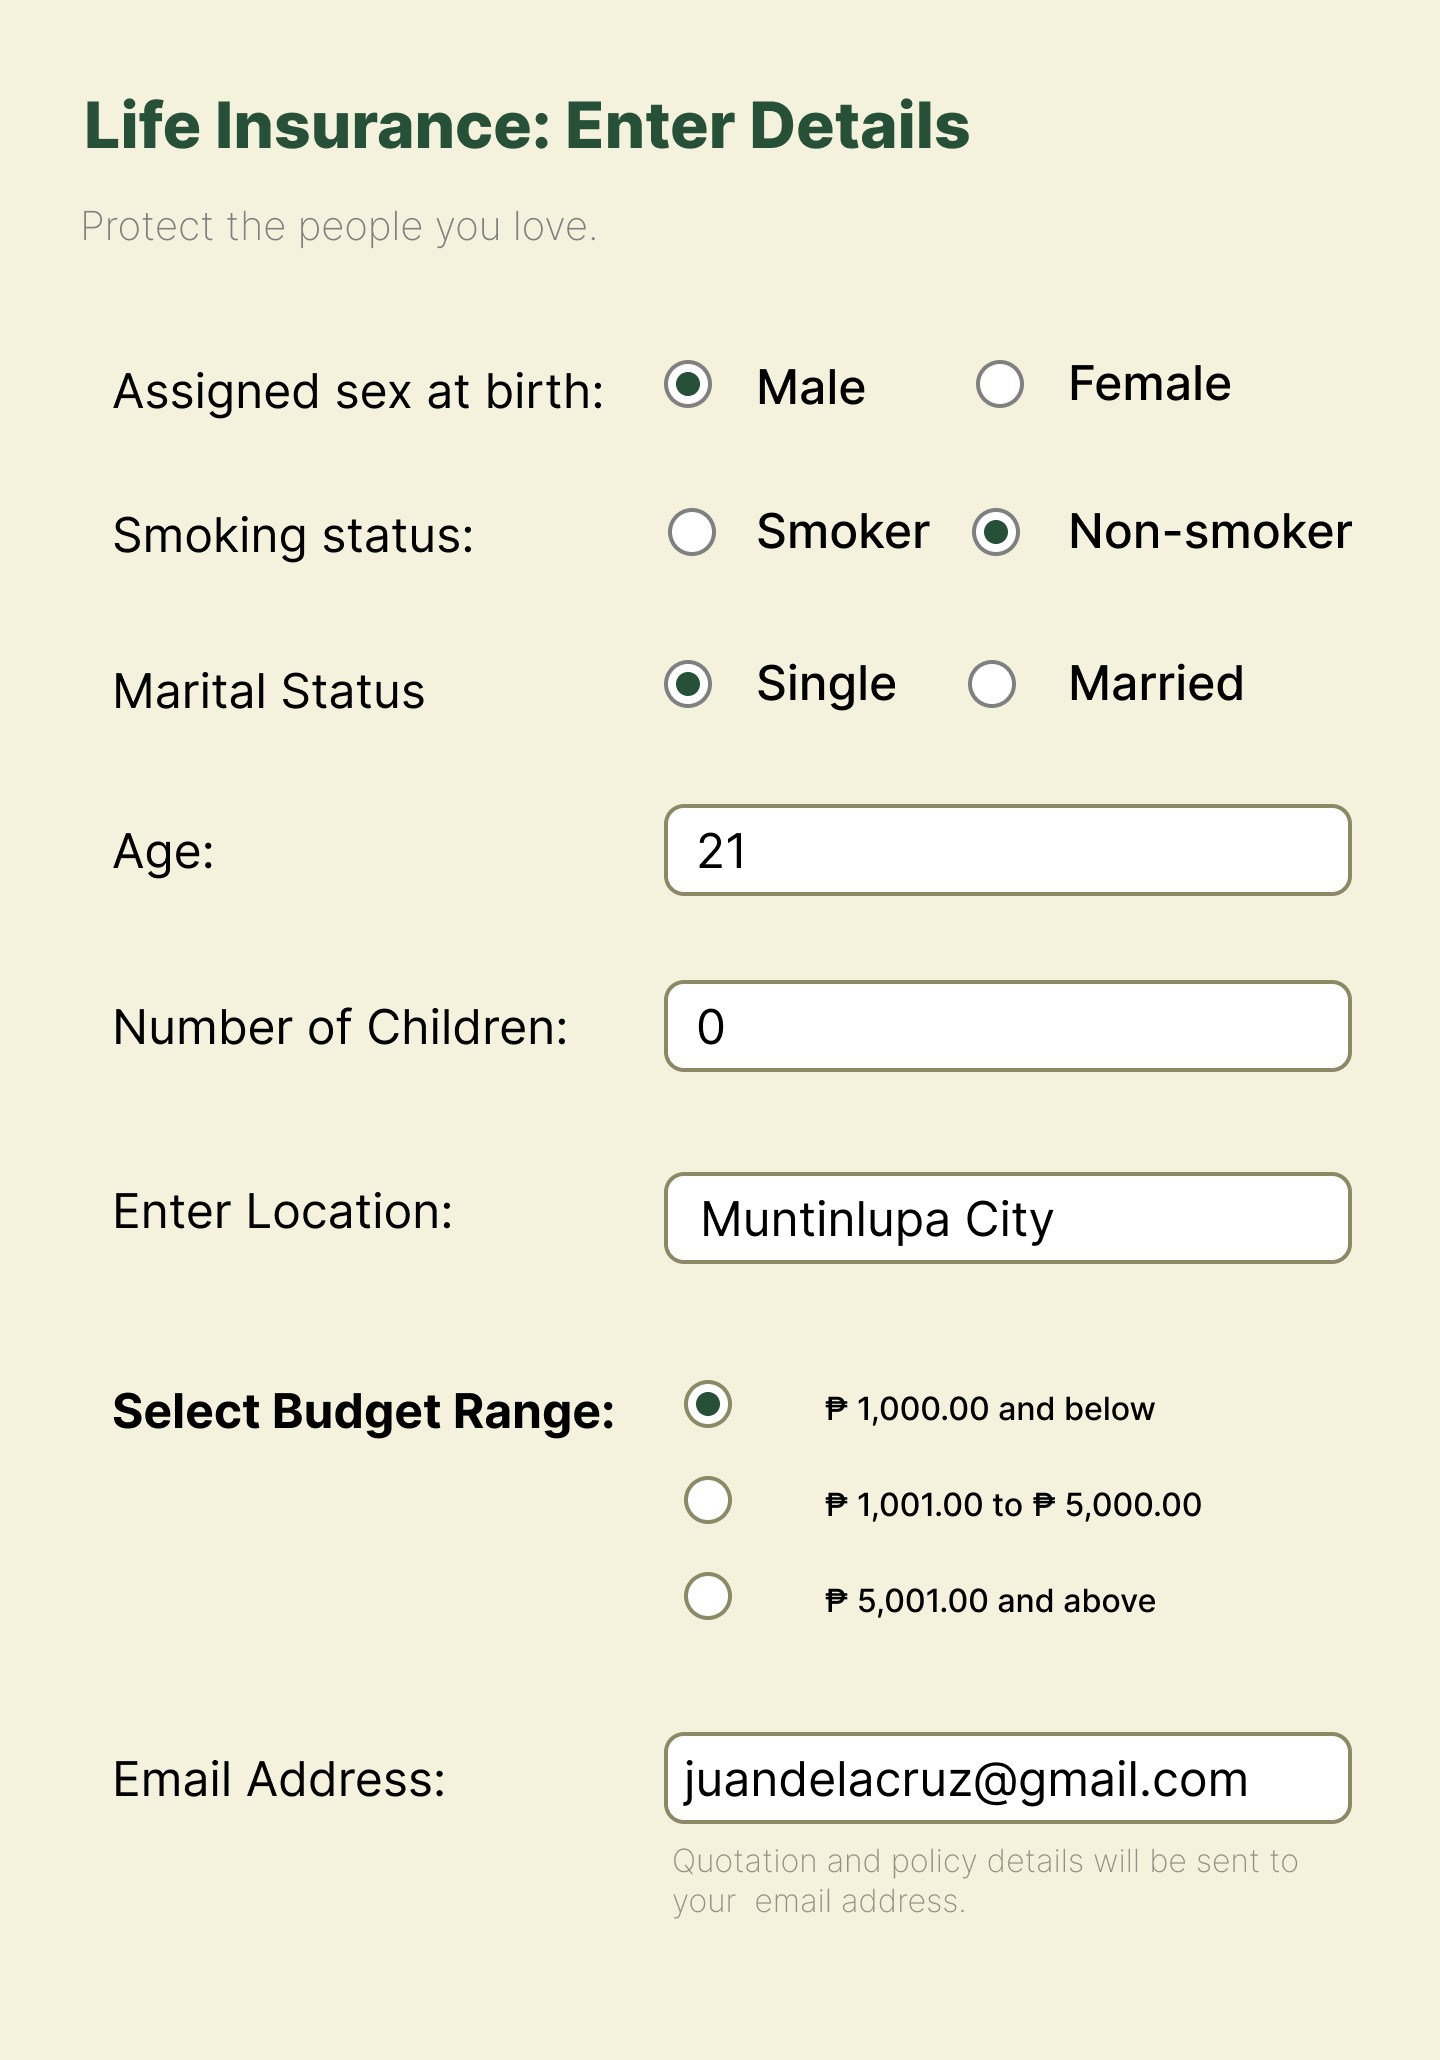 Life Insurance: Enter Details
Protect the people you love.
Assigned sex at birth: Male Female
Smoking status: Smoker Non-smoker
Marital Status Single Married
Age: 21
Number of Children: 0
Enter Location: Muntinlupa City
Select Budget Range: ₱ 1,000.00 and below
₱ 1,001.00 to ₱ 5,000.00
₱ 5,001.00 and above
Email Address: juandelacruz@gmail.com
Quotation and policy details will be sent to
your  email address.